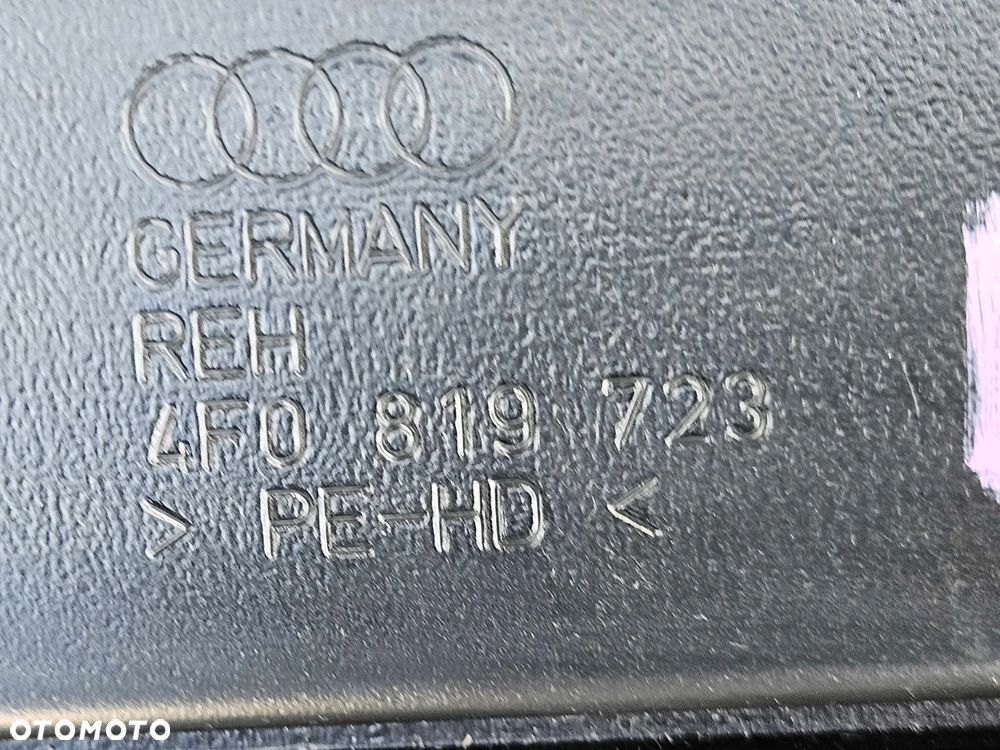 GERMANY
REH
4F0 819 723
> PE-HD <
OTOMOTO